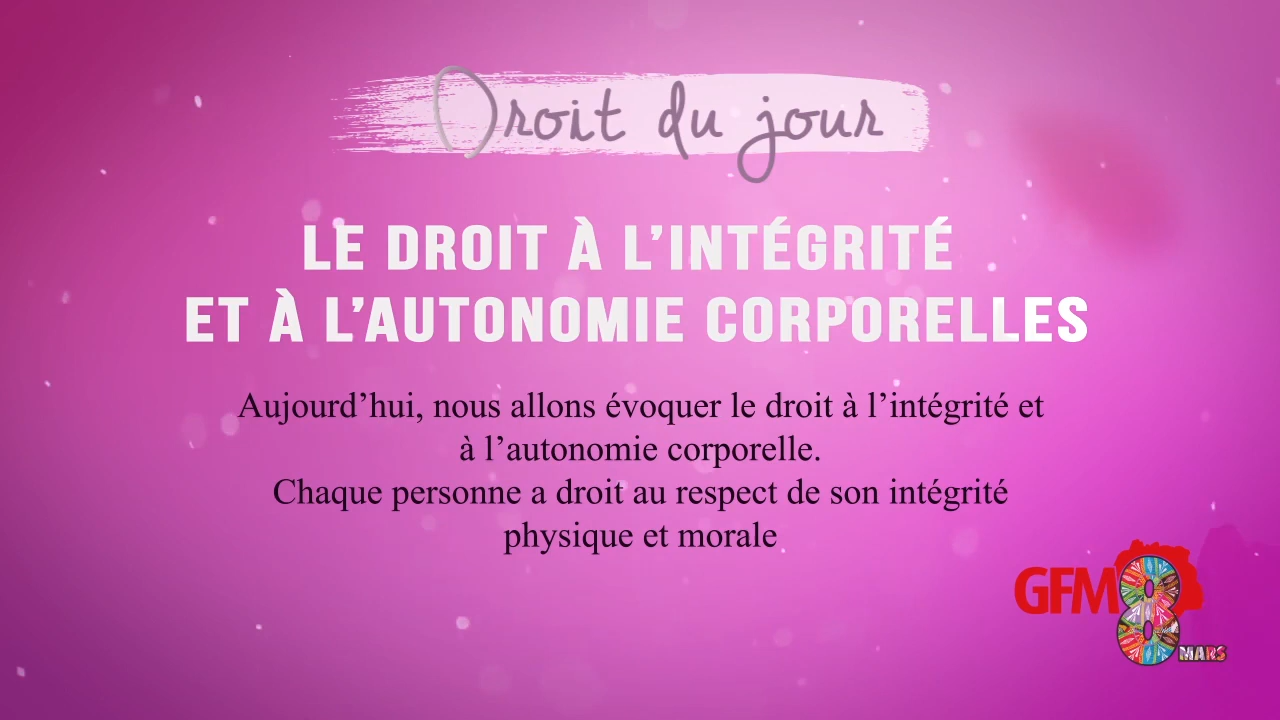 Droit du jour
LE DROIT À L’INTÉGRITÉ
ET À L’AUTONOMIE CORPORELLES
Aujourd’hui, nous allons évoquer le droit à l’intégrité et
à l’autonomie corporelle.
Chaque personne a droit au respect de son intégrité
physique et morale
GFM 8
MARS